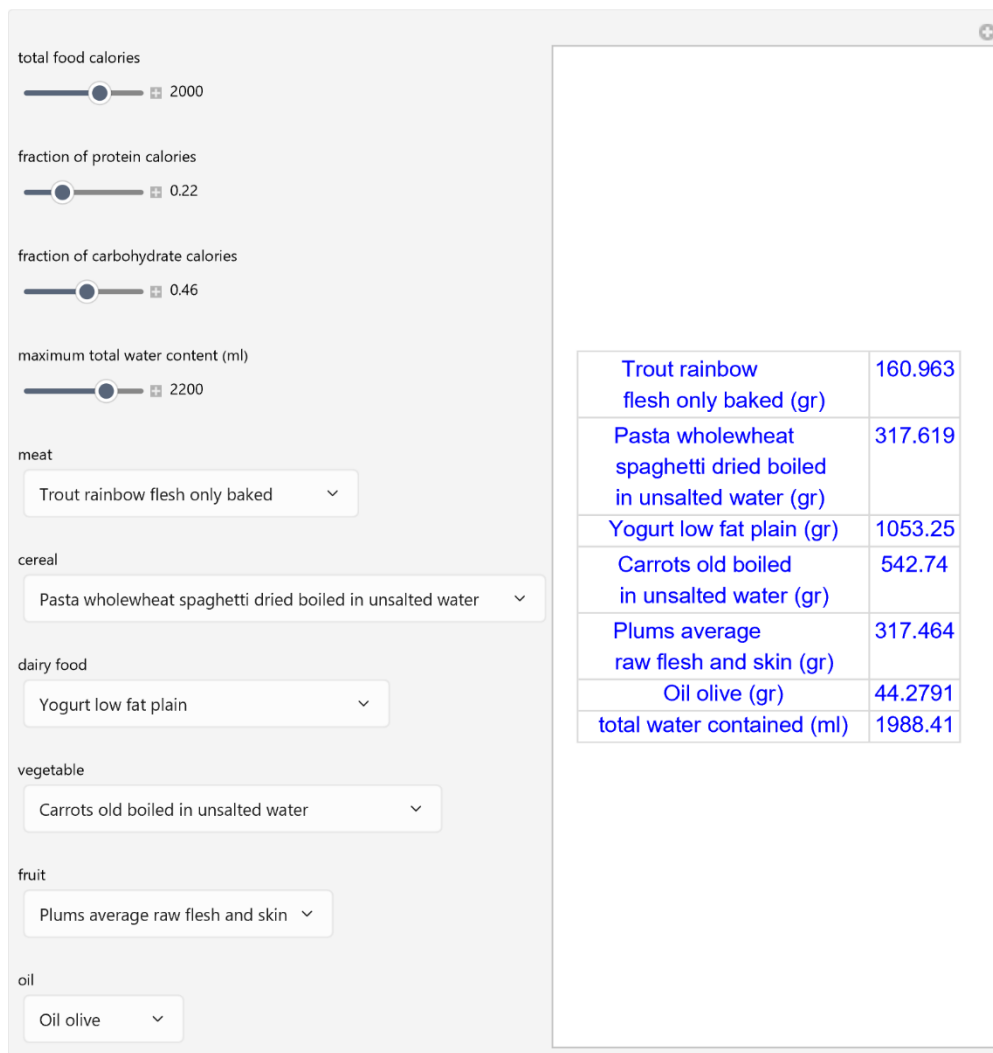 total food calories
2000
fraction of protein calories
0.22
fraction of carbohydrate calories
0.46
maximum total water content (ml)
2200
meat
Trout rainbow flesh only baked
cereal
Pasta wholewheat spaghetti dried boiled in unsalted water
dairy food
Yogurt low fat plain
vegetable
Carrots old boiled in unsalted water
fruit
Plums average raw flesh and skin
oil
Oil olive
Trout rainbow 160.963
flesh only baked (gr)
Pasta wholewheat 317.619
spaghetti dried boiled
in unsalted water (gr)
Yogurt low fat plain (gr) 1053.25
Carrots old boiled 542.74
in unsalted water (gr)
Plums average 317.464
raw flesh and skin (gr)
Oil olive (gr) 44.2791
total water contained (ml) 1988.41